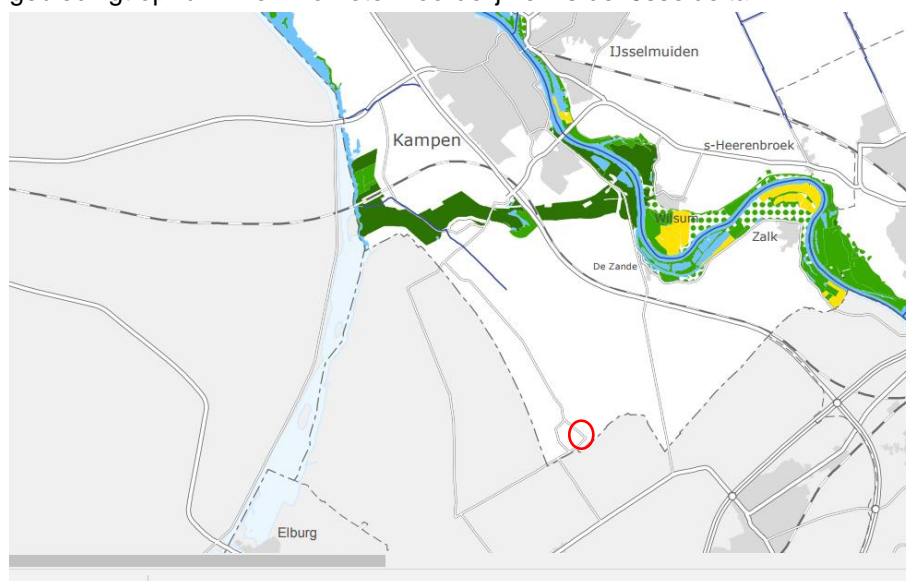 IJsselmuiden
Kampen
s-Heerenbroek
Wilsum
Zalk
De Zande
Elburg